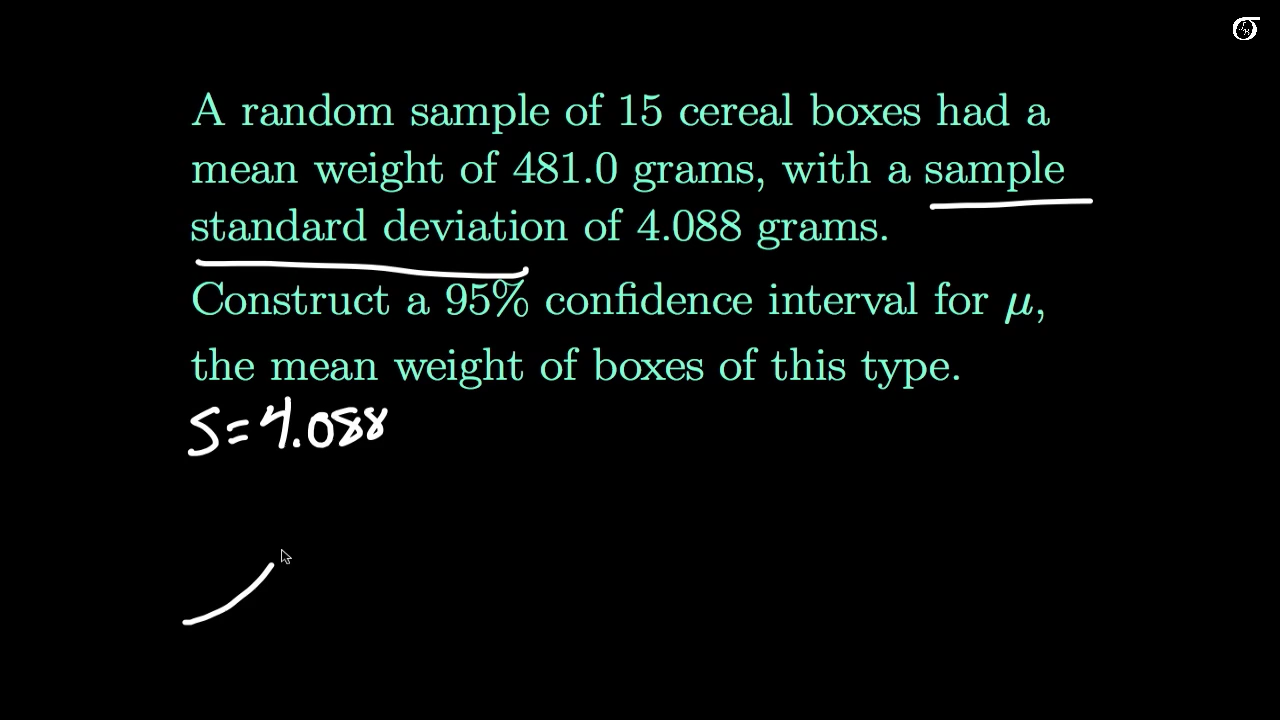 A random sample of 15 cereal boxes had a
mean weight of 481.0 grams, with a sample
standard deviation of 4.088 grams.
Construct a 95% confidence interval for μ,
the mean weight of boxes of this type.
S=4.088